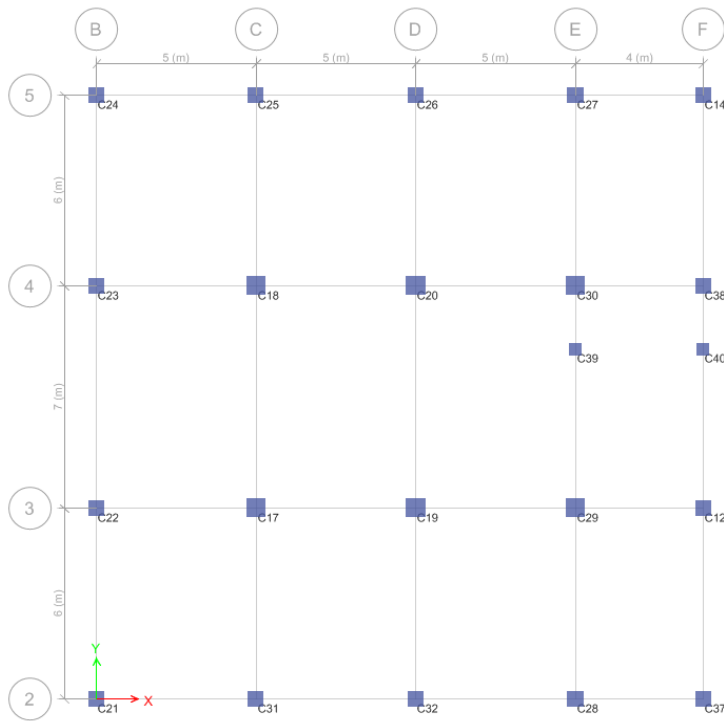 B C D E F
5 (m) 5 (m) 5 (m) 4 (m)
5
C24 C25 C26 C27 C14
6 (m)
4
C23 C18 C20 C30 C38
C39 C40
7 (m)
3
C22 C17 C19 C29 C12
6 (m)
Y
X
2
C21 C31 C32 C28 C37